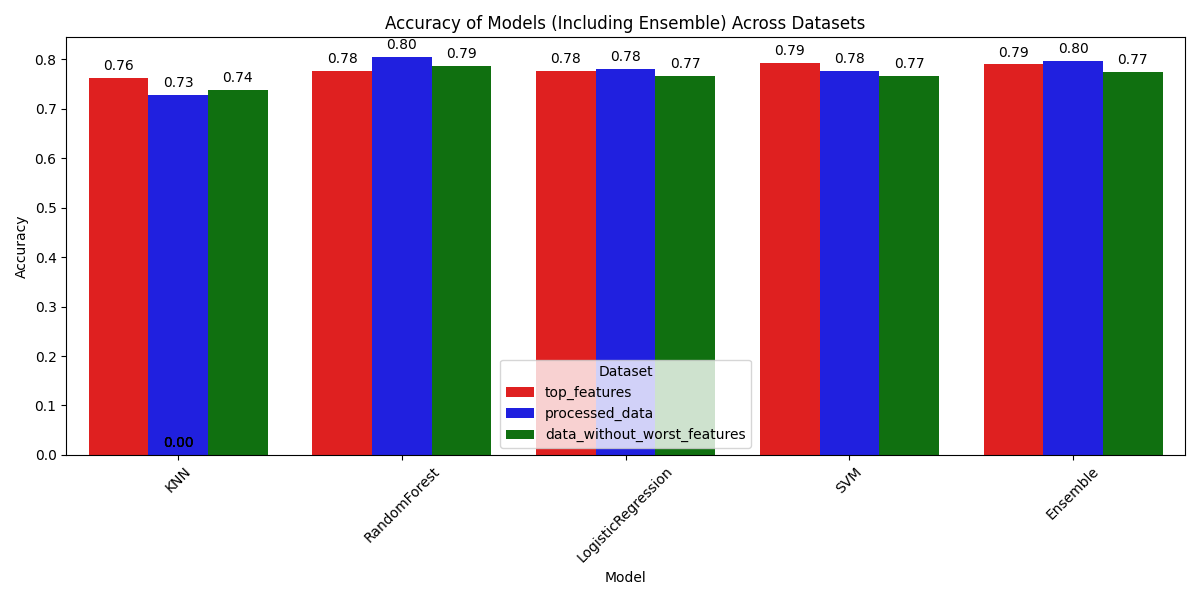 Accuracy of Models (Including Ensemble) Across Datasets
0.76
0.73
0.74
0.78
0.80
0.79
0.78
0.78
0.77
0.79
0.78
0.77
0.79
0.80
0.77
0.00
Accuracy
0.8
0.7
0.6
0.5
0.4
0.3
0.2
0.1
0.0
Dataset
top_features
processed_data
data_without_worst_features
KNN
RandomForest
LogisticRegression
SVM
Ensemble
Model